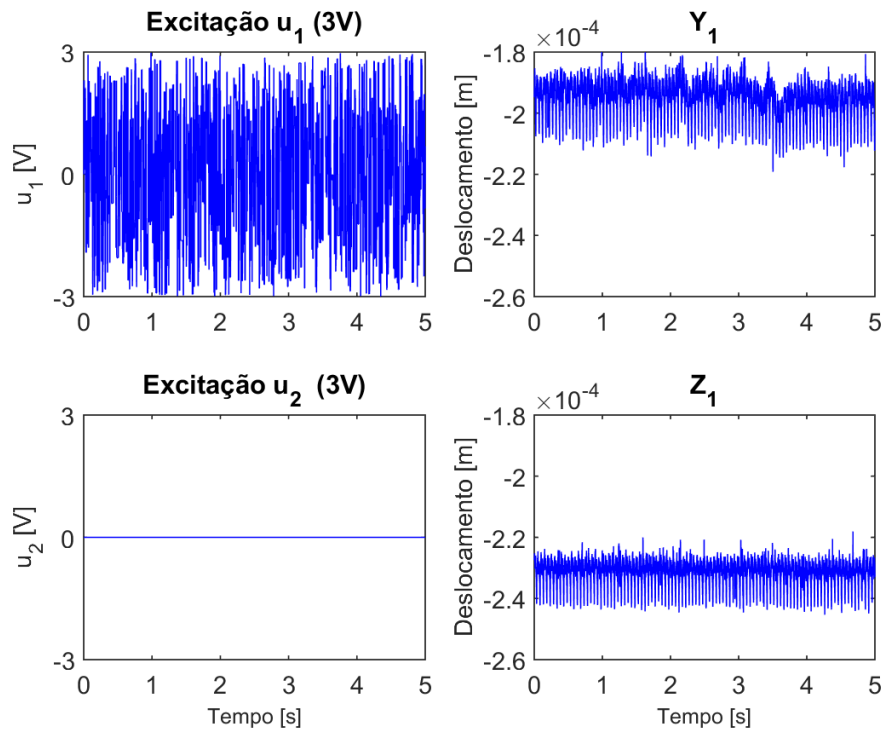 Excitação u1 (3V)
3
0
-3
u1 [V]
0 1 2 3 4 5
Y1
×10-4
-1.8
-2
-2.2
-2.4
-2.6
Deslocamento [m]
0 1 2 3 4 5
Excitação u2 (3V)
3
0
-3
u2 [V]
0 1 2 3 4 5
Tempo [s]
Z1
×10-4
-1.8
-2
-2.2
-2.4
-2.6
Deslocamento [m]
0 1 2 3 4 5
Tempo [s]